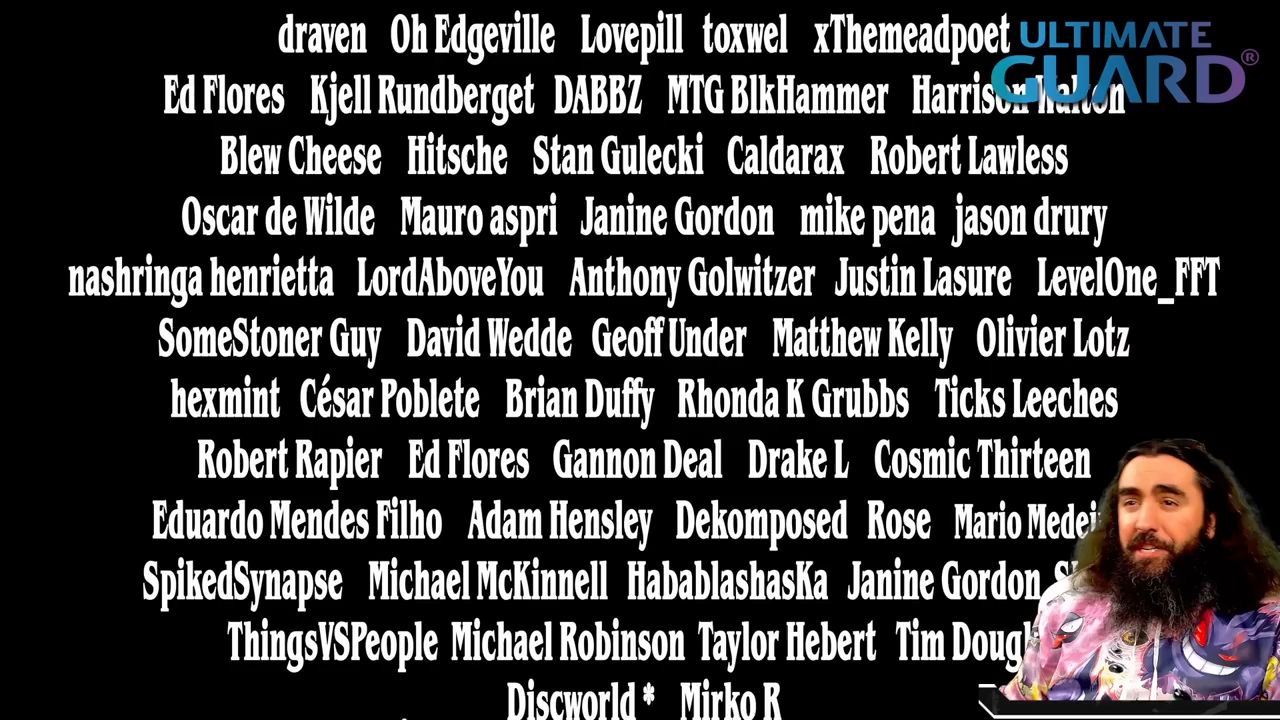 draven Oh Edgeville Lovepill toxwel xThemeadpoet
ULTIMATE
GUARD®
Ed Flores Kjell Rundberget DABBZ MTG BlkHammer Harrison Walton
Blew Cheese Hitsche Stan Gulecki Caldarax Robert Lawless
Oscar de Wilde Mauro aspri Janine Gordon mike pena jason drury
nashringa henrietta LordAboveYou Anthony Golwitzer Justin Lasure LevelOne_FFT
SomeStoner Guy David Wedde Geoff Under Matthew Kelly Olivier Lotz
hexmint César Poblete Brian Duffy Rhonda K Grubbs Ticks Leeches
Robert Rapier Ed Flores Gannon Deal Drake L Cosmic Thirteen
Eduardo Mendes Filho Adam Hensley Dekomposed Rose Mario
SpikedSynapse Michael McKinnell HabablashasKa Janine Gordon
ThingsVSPeople Michael Robinson Taylor Hebert Tim
Discworld * Mirko R